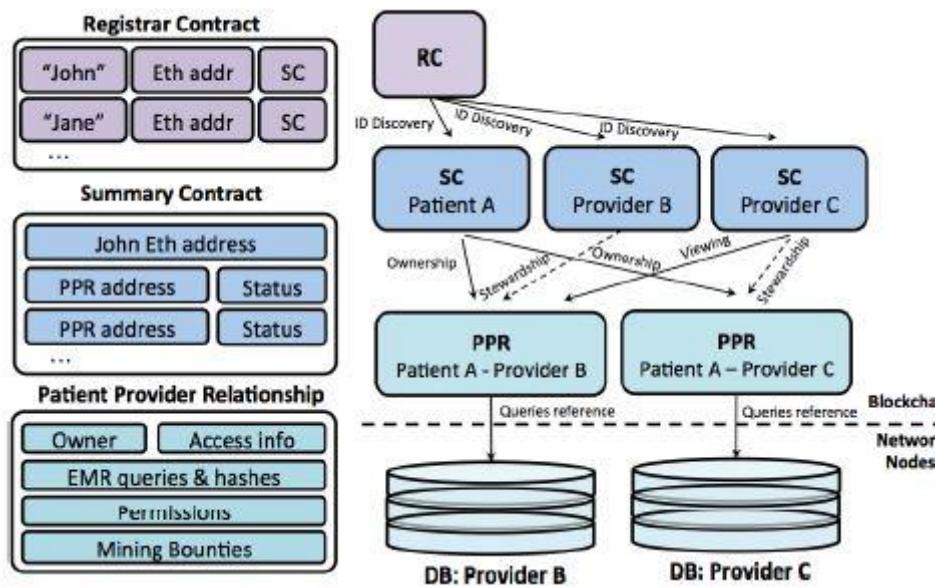 Registrar Contract
"John" Eth addr SC
"Jane" Eth addr SC
...
Summary Contract
John Eth address
PPR address Status
PPR address Status
...
Patient Provider Relationship
Owner Access info
EMR queries & hashes
Permissions
Mining Bounties
RC
ID Discovery ID Discovery ID Discovery
SC
Patient A
SC
Provider B
SC
Provider C
Ownership Stewardship Ownership Viewing Stewardship
PPR
Patient A - Provider B
PPR
Patient A – Provider C
Queries reference Queries reference
Blockcha
Networ
Nodes
DB: Provider B
DB: Provider C